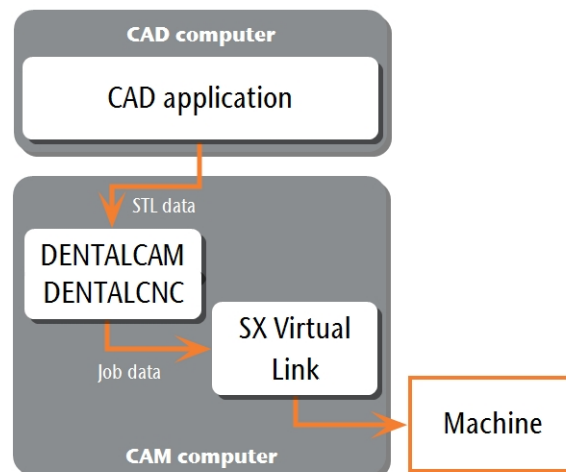 CAD computer
CAD application
STL data
DENTALCAM
DENTALCNC
SX Virtual
Link
Job data
Machine
CAM computer